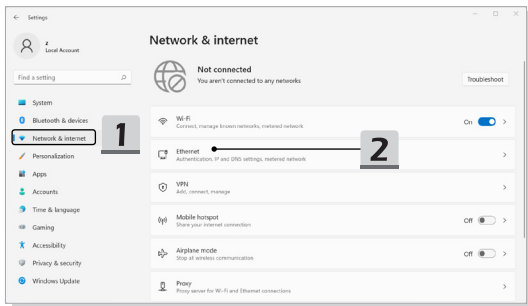 Settings
z
Local Account
Find a setting
System
Bluetooth & devices
Network & internet
Personalization
Apps
Accounts
Time & language
Gaming
Accessibility
Privacy & security
Windows Update
1
Network & internet
Not connected
You aren't connected to any networks
Troubleshoot
Wi-Fi
Connect, manage known networks, metered network
On
Ethernet
Authentication, IP and DNS settings, metered network
2
VPN
Add, connect, manage
Mobile hotspot
Share your internet connection
Off
Airplane mode
Stop all wireless communication
Off
Proxy
Proxy server for Wi-Fi and Ethernet connections